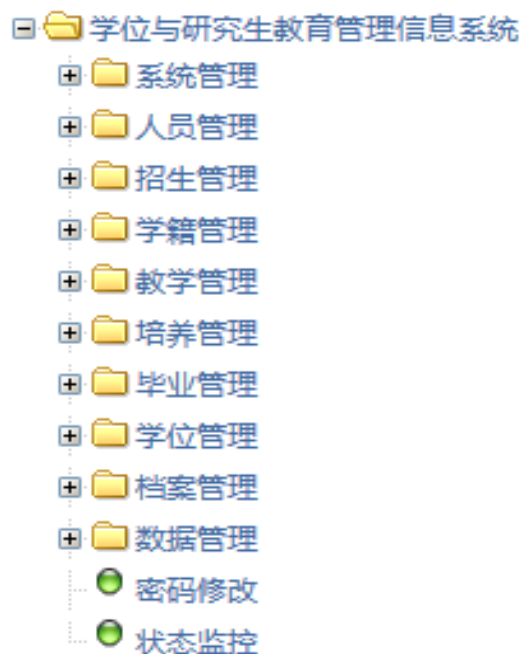 学位与研究生教育管理信息系统
系统管理
人员管理
招生管理
学籍管理
教学管理
培养管理
毕业管理
学位管理
档案管理
数据管理
密码修改
状态监控